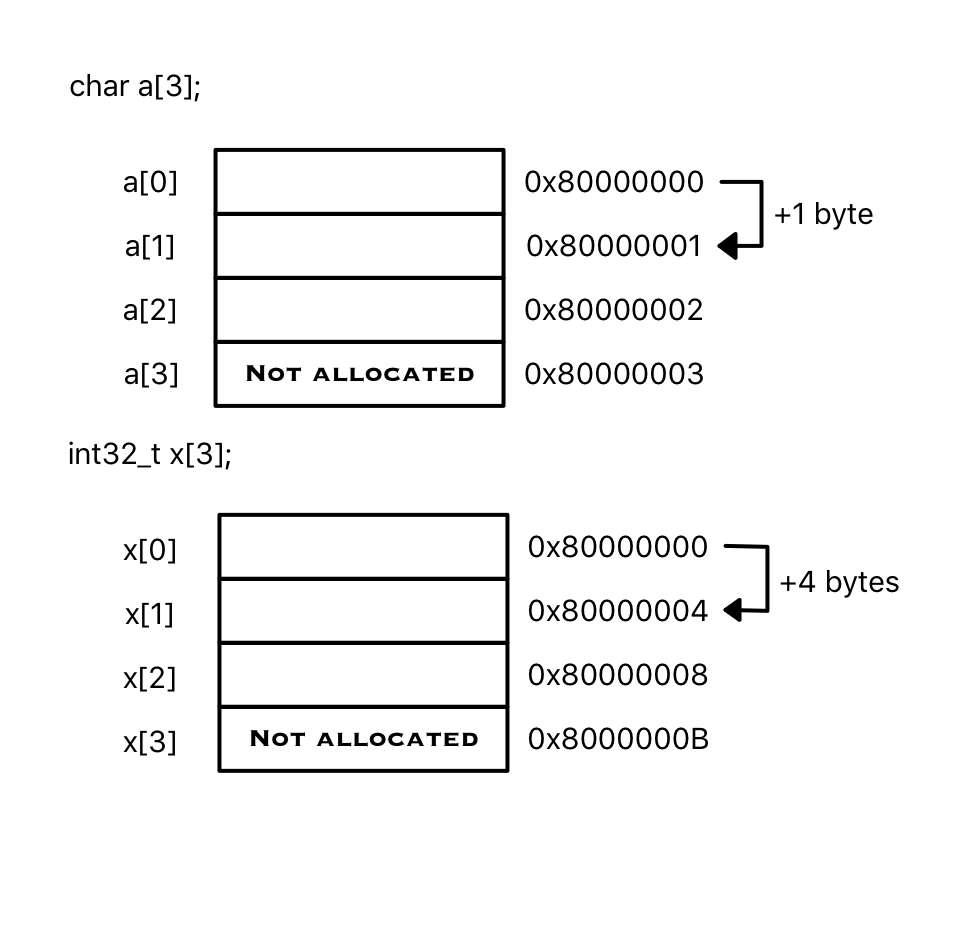 char a[3];
a[0] 0x80000000
+1 byte
a[1] 0x80000001
a[2] 0x80000002
a[3] Not allocated 0x80000003
int32_t x[3];
x[0] 0x80000000
+4 bytes
x[1] 0x80000004
x[2] 0x80000008
x[3] Not allocated 0x8000000B